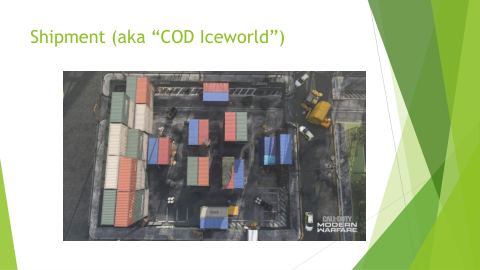 Shipment (aka “COD Iceworld”)
CALL OF DUTY
MODERN
WARFARE